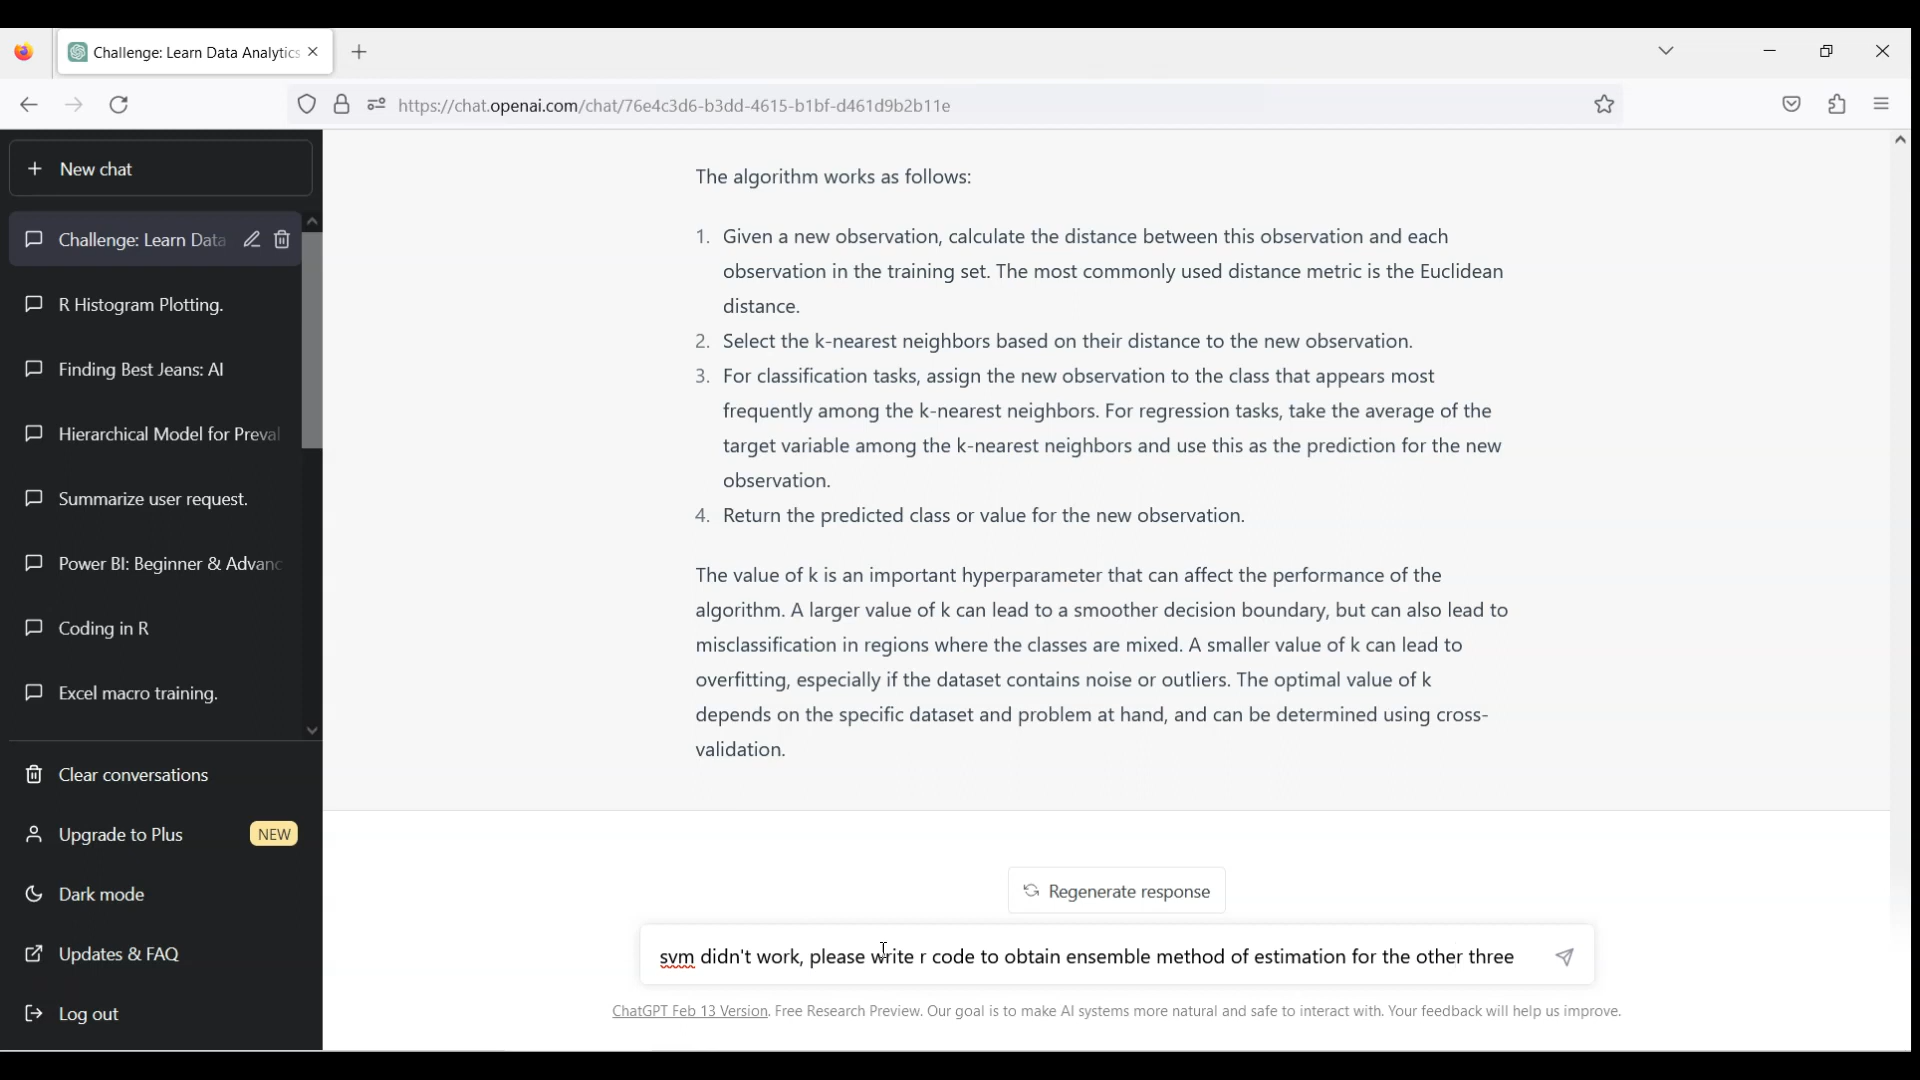 Challenge: Learn Data Analytics
https://chat.openai.com/chat/76e4c3d6-b3dd-4615-b1bf-d461d9b2b11e
New chat
Challenge: Learn Data
R Histogram Plotting.
Finding Best Jeans: AI
Hierarchical Model for Preval
Summarize user request.
Power BI: Beginner & Advanc
Coding in R
Excel macro training.
Clear conversations
Upgrade to Plus NEW
Dark mode
Updates & FAQ
Log out
The algorithm works as follows:
1. Given a new observation, calculate the distance between this observation and each
observation in the training set. The most commonly used distance metric is the Euclidean
distance.
2. Select the k-nearest neighbors based on their distance to the new observation.
3. For classification tasks, assign the new observation to the class that appears most
frequently among the k-nearest neighbors. For regression tasks, take the average of the
target variable among the k-nearest neighbors and use this as the prediction for the new
observation.
4. Return the predicted class or value for the new observation.
The value of k is an important hyperparameter that can affect the performance of the
algorithm. A larger value of k can lead to a smoother decision boundary, but can also lead to
misclassification in regions where the classes are mixed. A smaller value of k can lead to
overfitting, especially if the dataset contains noise or outliers. The optimal value of k
depends on the specific dataset and problem at hand, and can be determined using cross-
validation.
Regenerate response
svm didn't work, please write r code to obtain ensemble method of estimation for the other three
ChatGPT Feb 13 Version. Free Research Preview. Our goal is to make AI systems more natural and safe to interact with. Your feedback will help us improve.